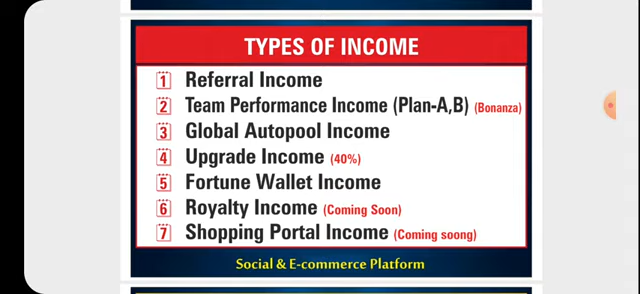 TYPES OF INCOME
1 Referral Income
2 Team Performance Income (Plan-A,B) (Bonanza)
3 Global Autopool Income
4 Upgrade Income (40%)
5 Fortune Wallet Income
6 Royalty Income (Coming Soon)
7 Shopping Portal Income (Coming soong)
Social & E-commerce Platform